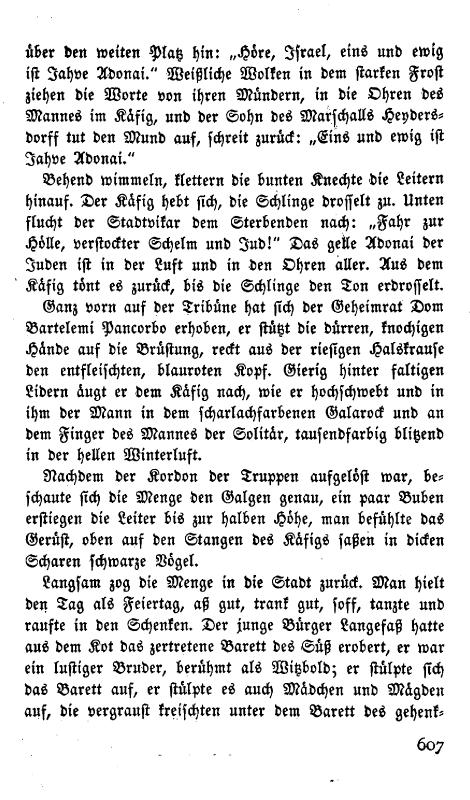 über den weiten Platz hin: „Höre, Israel, eins und ewig
ist Jahve Adonai.“ Weißliche Wolken in dem starken Frost
ziehen die Worte von ihren Mündern, in die Ohren des
Mannes im Käfig, und der Sohn des Marschalls Heyders-
dorff tut den Mund auf, schreit zurück: „Eins und ewig ist
Jahve Adonai.“
Behend wimmeln, klettern die bunten Knechte die Leitern
hinauf. Der Käfig hebt sich, die Schlinge drosselt zu. Unten
flucht der Stadtvikar dem Sterbenden nach: „Fahr zur
Hölle, verstockter Schelm und Jud!“ Das gelle Adonai der
Juden ist in der Luft und in den Ohren aller. Aus dem
Käfig tönt es zurück, bis die Schlinge den Ton erdrosselt.
Ganz vorn auf der Tribüne hat sich der Geheimrat Dom
Bartelemi Pancorbo erhoben, er stützt die dürren, knochigen
Hände auf die Brüstung, reckt aus der riesigen Halskrause
den entfleischten, blauroten Kopf. Gierig hinter faltigen
Lidern äugt er dem Käfig nach, wie er hochschwebt und in
ihm der Mann in dem scharlachfarbenen Galarock und an
dem Finger des Mannes der Solitär, tausendfarbig blitzend
in der hellen Winterluft.
Nachdem der Kordon der Truppen aufgelöst war, be-
schaute sich die Menge den Galgen genau, ein paar Buben
erstiegen die Leiter bis zur halben Höhe, man befühlte das
Gerüst, oben auf den Stangen des Käfigs saßen in dicken
Scharen schwarze Vögel.
Langsam zog die Menge in die Stadt zurück. Man hielt
den Tag als Feiertag, aß gut, trank gut, soff, tanzte und
raufte in den Schenken. Der junge Bürger Langefaß hatte
aus dem Kot das zertretene Barett des Süß erobert, er war
ein lustiger Bruder, berühmt als Witzbold; er stülpte sich
das Barett auf, er stülpte es auch Mädchen und Mägden
auf, die vergraust kreischten unter dem Barett des gehenk-
607